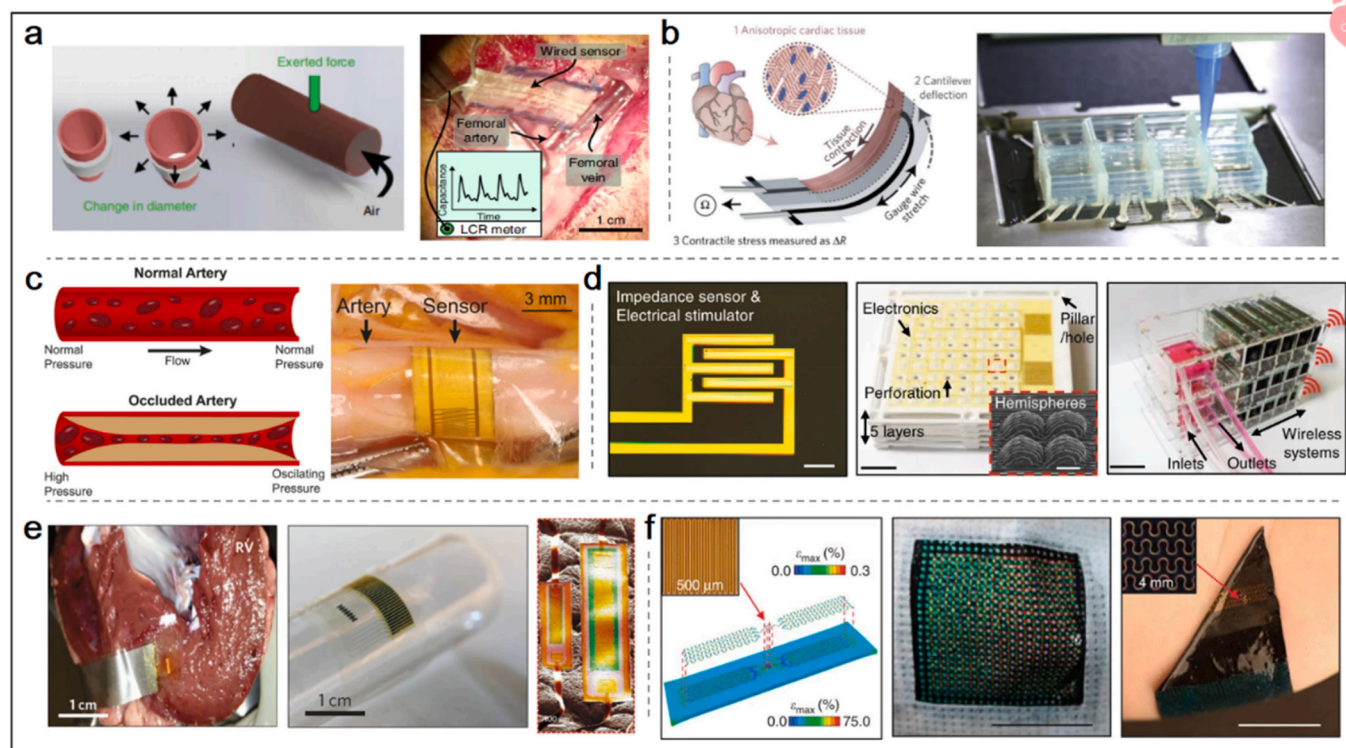 a
Exerted force
Change in diameter
Air
Wired sensor
Femoral
artery
Femoral
vein
Capacitance
Time
LCR meter
1 cm
b
1 Anisotropic cardiac tissue
2 Cantilever
deflection
Tissue
contraction
Gauge wire
stretch
Ω
3 Contractile stress measured as ΔR
c
Normal Artery
Normal
Pressure
Flow
Normal
Pressure
Occluded Artery
High
Pressure
Oscilating
Pressure
Artery
Sensor
3 mm
d
Impedance sensor &
Electrical stimulator
Electronics
Pillar
/hole
Perforation
Hemispheres
5 layers
Inlets
Outlets
Wireless
systems
e
RV
1 cm
1 cm
f
500 μm
εmax (%)
0.0 0.3
0.0 75.0
εmax (%)
4 mm